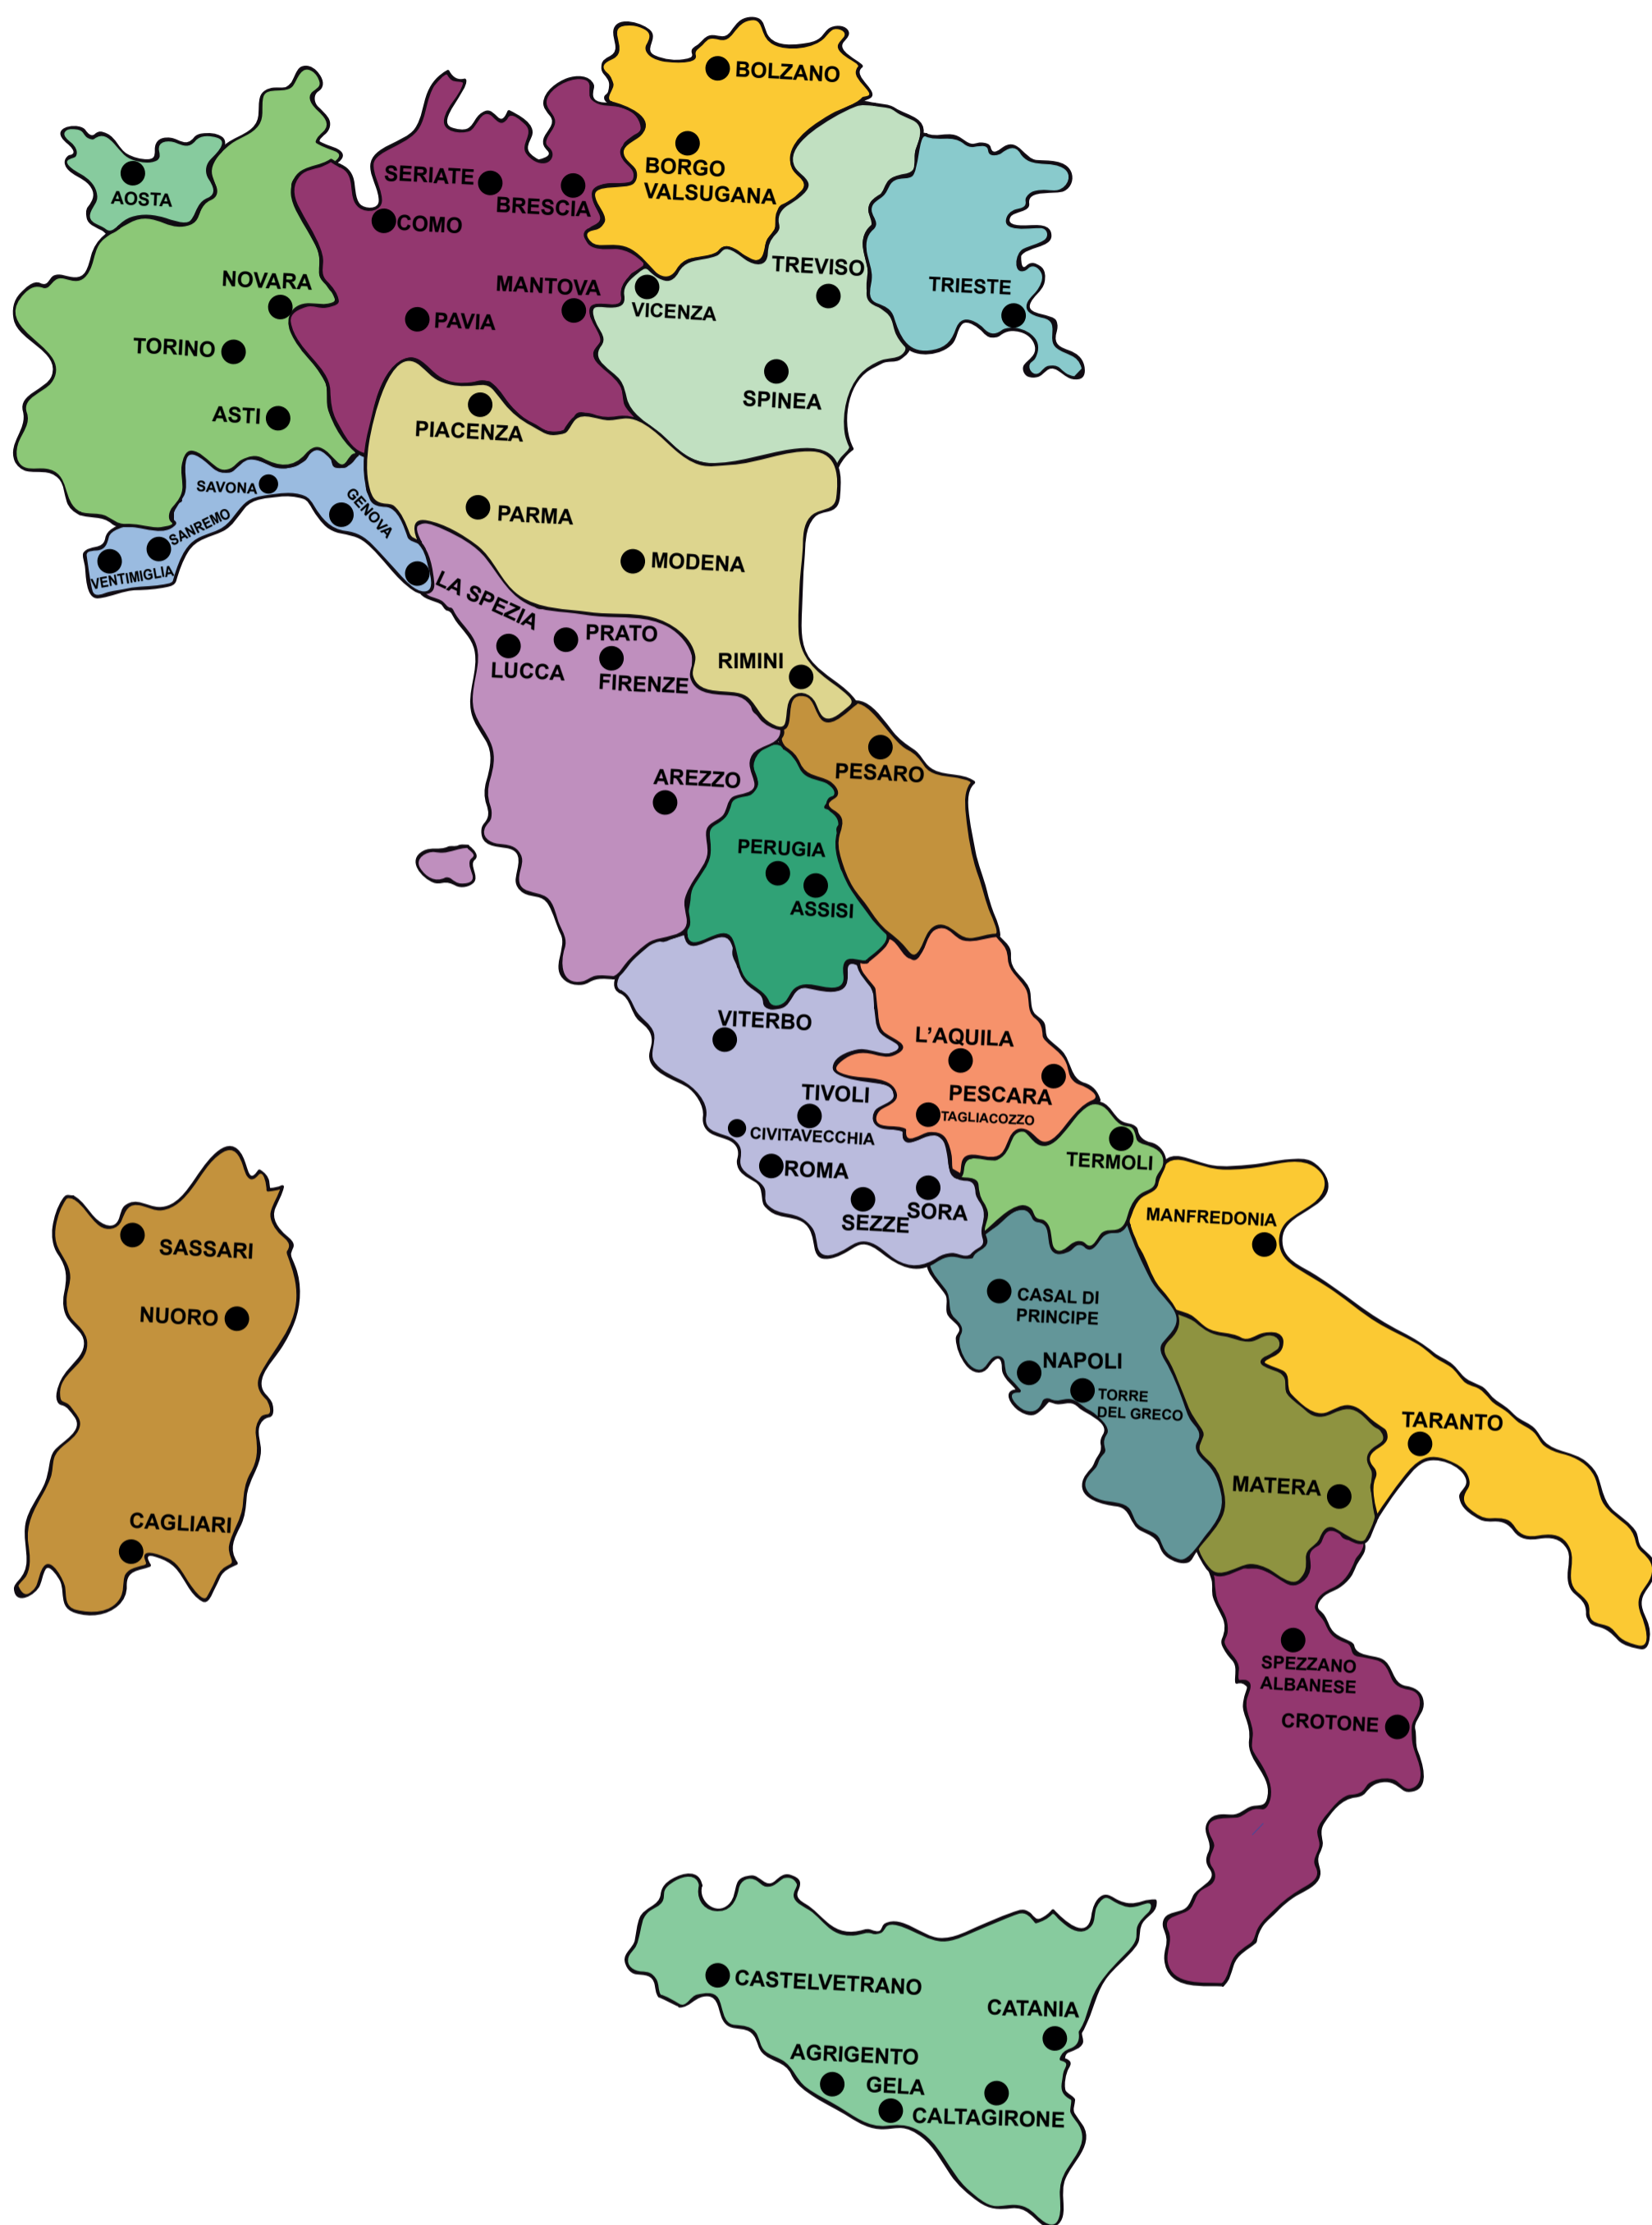 BOLZANO
BORGO
VALSUGANA
AOSTA
SERIATE
BRESCIA
COMO
TREVISO
NOVARA
MANTOVA
TRIESTE
VICENZA
PAVIA
TORINO
SPINEA
ASTI
PIACENZA
SAVONA
GENOVA
PARMA
SANREMO
VENTIMIGLIA
MODENA
LA SPEZIA
PRATO
LUCCA
FIRENZE
RIMINI
PESARO
AREZZO
PERUGIA
ASSISI
VITERBO
L'AQUILA
TIVOLI
PESCARA
TAGLIACOZZO
CIVITAVECCHIA
TERMOLI
ROMA
SORA
SEZZE
MANFREDONIA
SASSARI
NUORO
CASAL DI
PRINCIPE
NAPOLI
TORRE
DEL GRECO
TARANTO
MATERA
CAGLIARI
SPEZZANO
ALBANESE
CROTONE
CASTELVETRANO
CATANIA
AGRIGENTO
GELA
CALTAGIRONE